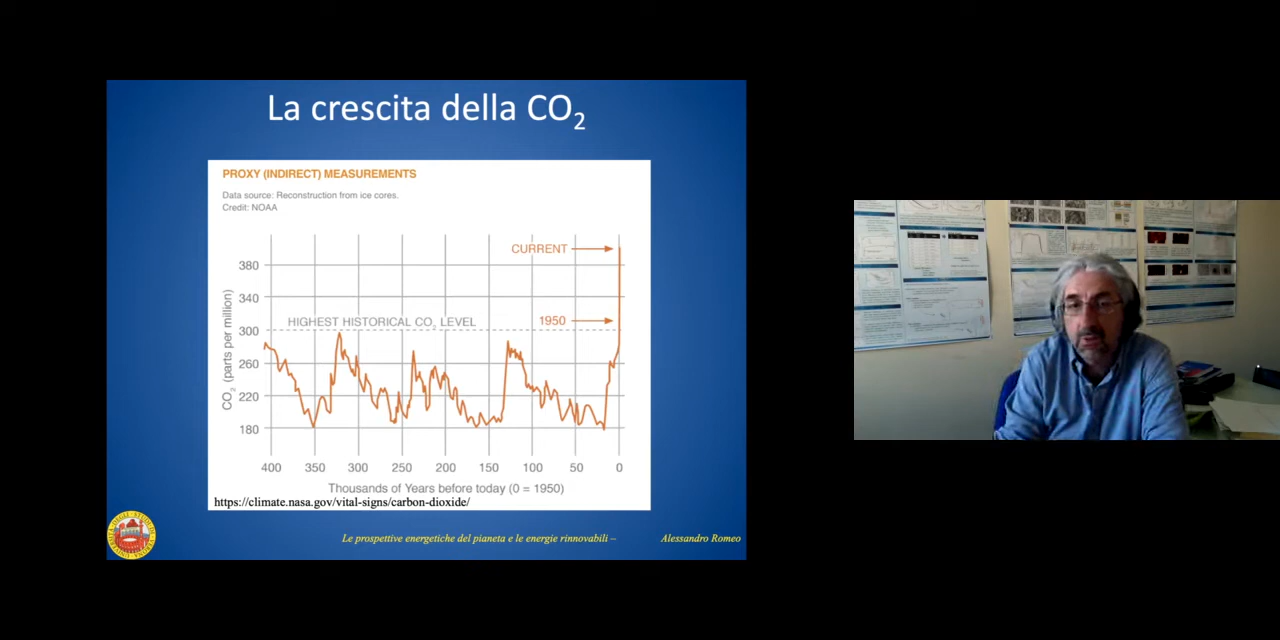 La crescita della CO2
PROXY (INDIRECT) MEASUREMENTS
Data source: Reconstruction from ice cores.
Credit: NOAA
CURRENT
380
340
HIGHEST HISTORICAL CO2 LEVEL
1950
300
260
220
180
CO2 (parts per million)
400 350 300 250 200 150 100 50 0
Thousands of Years before today (0 = 1950)
https://climate.nasa.gov/vital-signs/carbon-dioxide/
Le prospettive energetiche del pianeta e le energie rinnovabili – Alessandro Romeo